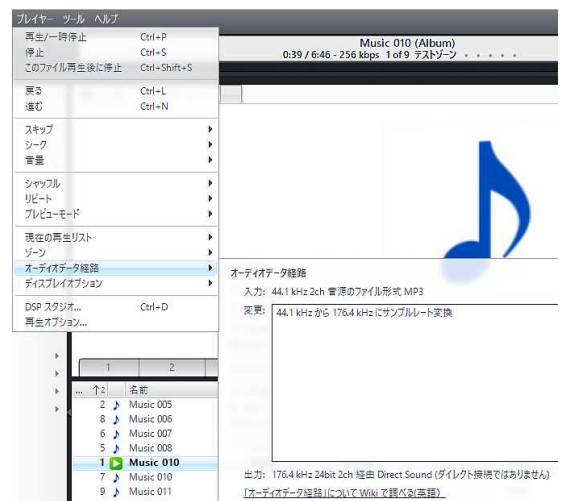 プレイヤー ツール ヘルプ
再生/一時停止 Ctrl+P
停止 Ctrl+S
このファイル再生後に停止 Ctrl+Shift+S
戻る Ctrl+L
進む Ctrl+N
スキップ
シーク
音量
シャッフル
リピート
プレビューモード
現在の再生リスト
ゾーン
オーディオデータ経路
ディスプレイオプション
DSP スタジオ... Ctrl+D
再生オプション...
Music 010 (Album)
0:39 / 6:46 - 256 kbps 1 of 9 テストゾーン
オーディオデータ経路
入力: 44.1 kHz 2ch 音源のファイル形式 MP3
変更: 44.1 kHz から 176.4 kHz にサンプルレート変換
出力: 176.4 kHz 24bit 2ch 経由 Direct Sound (ダイレクト接続ではありません)
「オーディオデータ経路」について Wiki で調べる(英語)
1 2
... ↑2 名前
2 Music 005
8 Music 006
6 Music 007
5 Music 008
1 Music 010
7 Music 010
9 Music 011